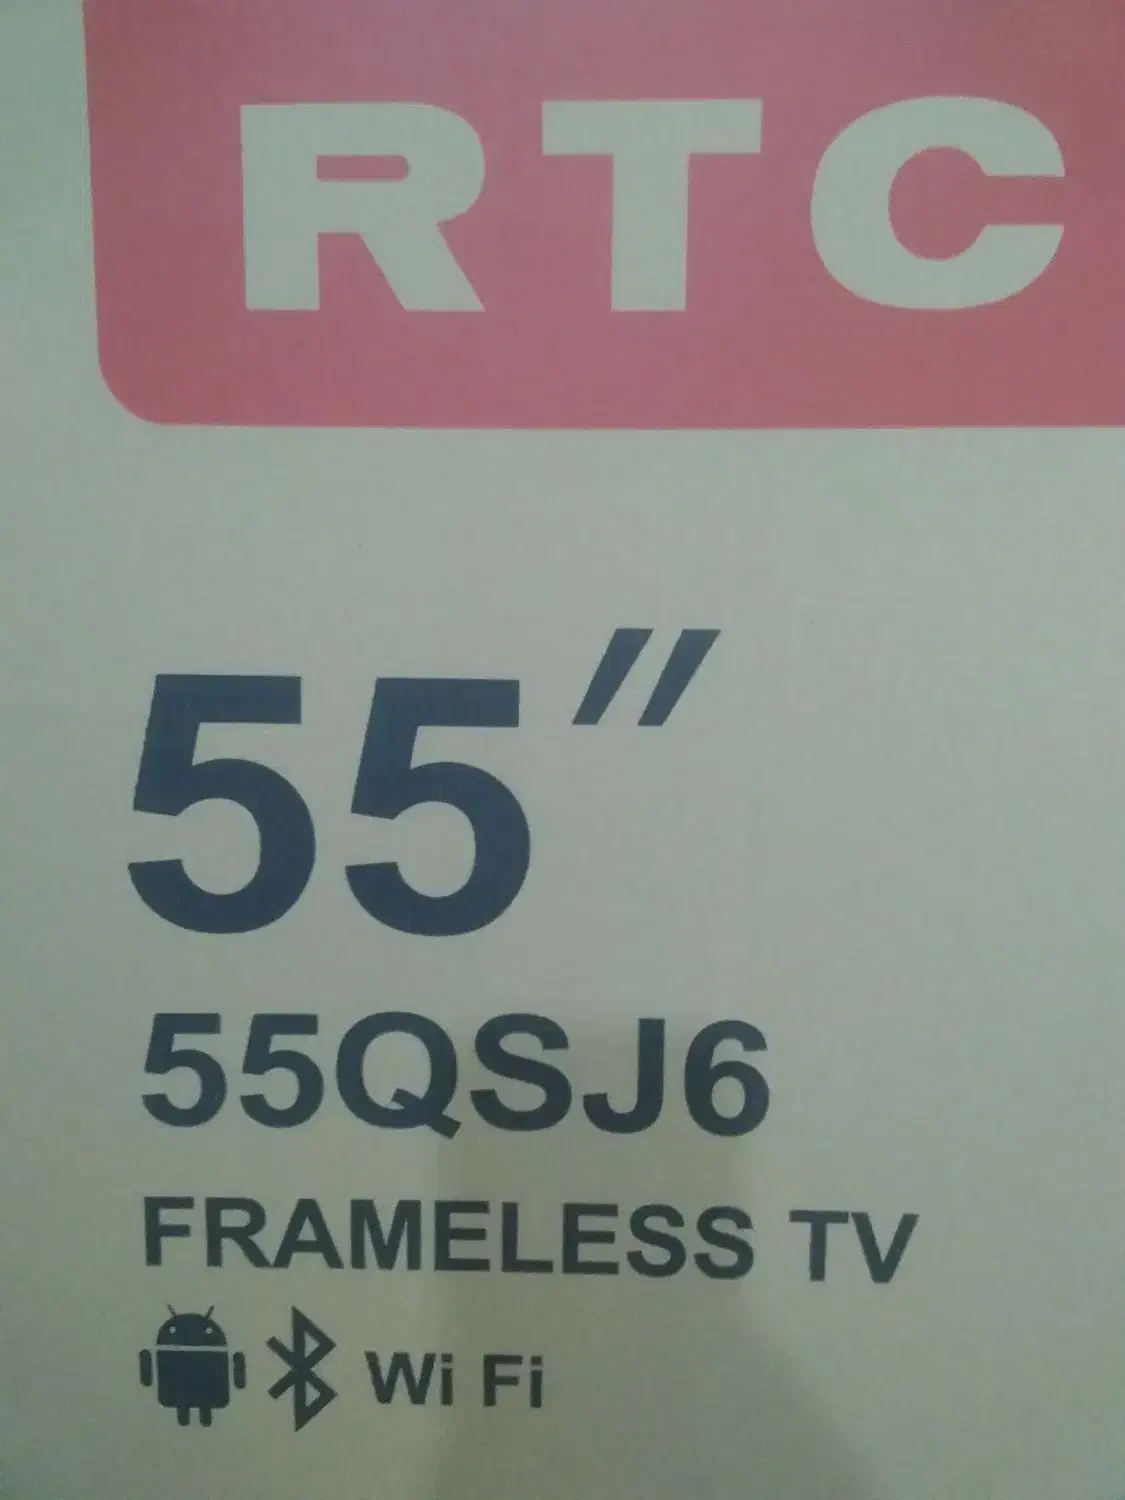 RTC
55"
55QSJ6
FRAMELESS TV
Wi Fi